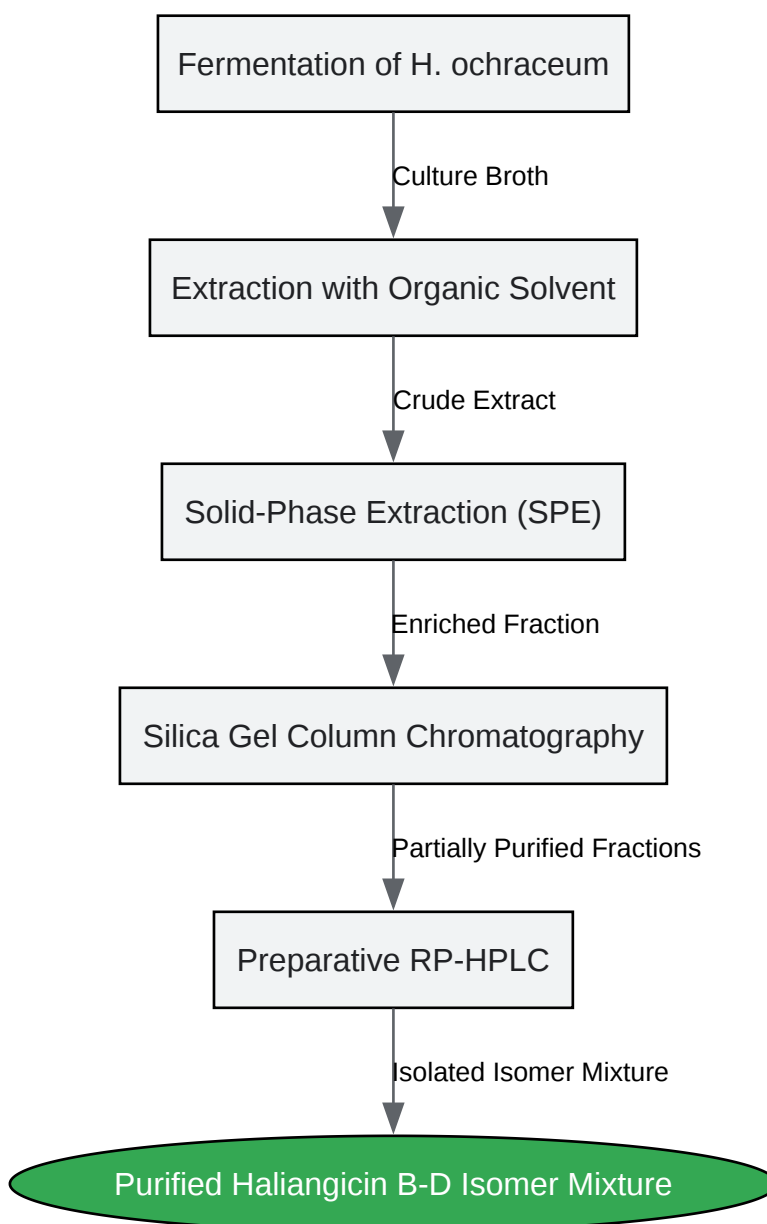 Fermentation of H. ochraceum
Culture Broth
Extraction with Organic Solvent
Crude Extract
Solid-Phase Extraction (SPE)
Enriched Fraction
Silica Gel Column Chromatography
Partially Purified Fractions
Preparative RP-HPLC
Isolated Isomer Mixture
Purified Haliangicin B-D Isomer Mixture